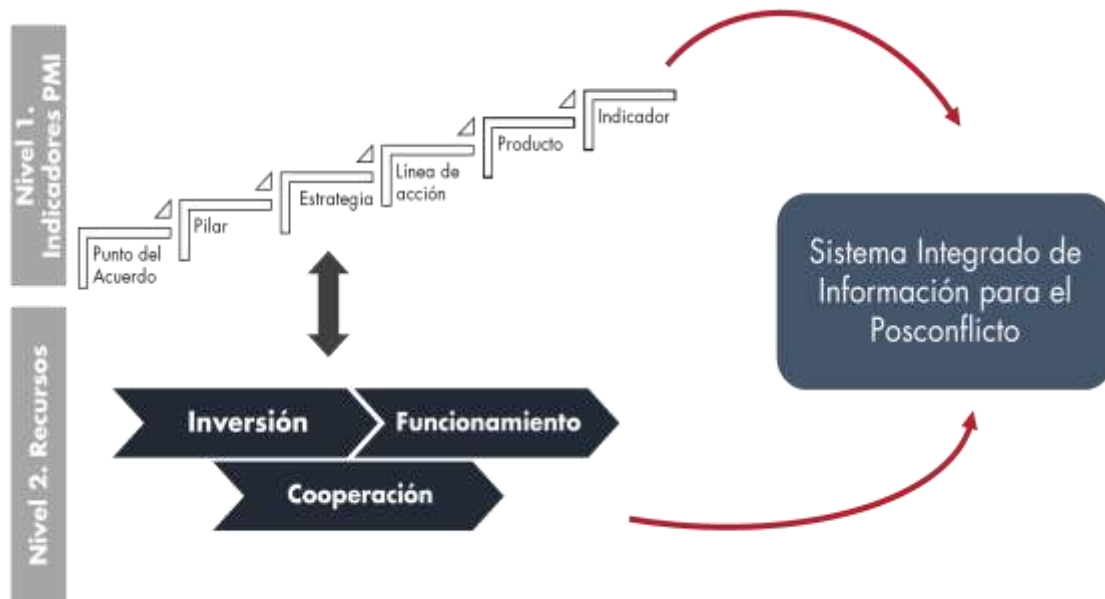 Nivel 1.
Indicadores PMI
Punto del
Acuerdo
Pilar
Estrategia
Línea de
acción
Producto
Indicador
Sistema Integrado de
Información para el
Posconflicto
Nivel 2. Recursos
Inversión
Funcionamiento
Cooperación